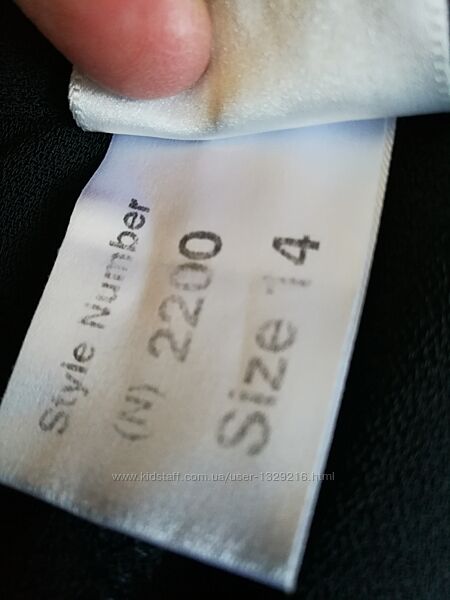 Style Number
(N) 2200
Size 14
www.kidstaff.com.ua/user-1329216.html